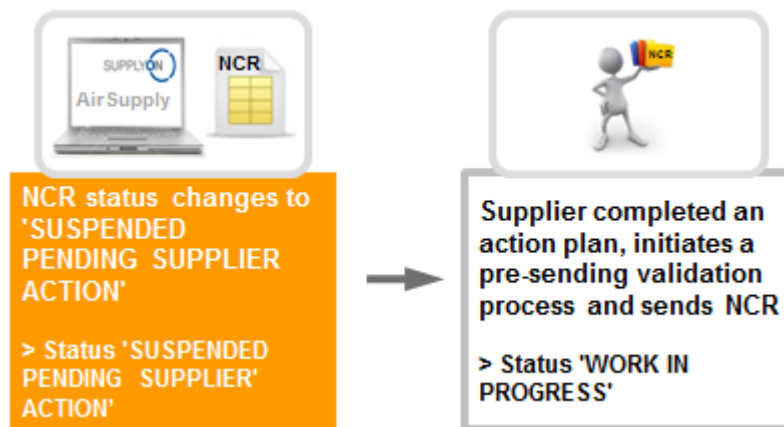 SUPPLYON
AirSupply
NCR
NCR status changes to
'SUSPENDED
PENDING SUPPLIER
ACTION'
> Status 'SUSPENDED
PENDING SUPPLIER'
ACTION'
NCR
Supplier completed an
action plan, initiates a
pre-sending validation
process and sends NCR
> Status 'WORK IN
PROGRESS'